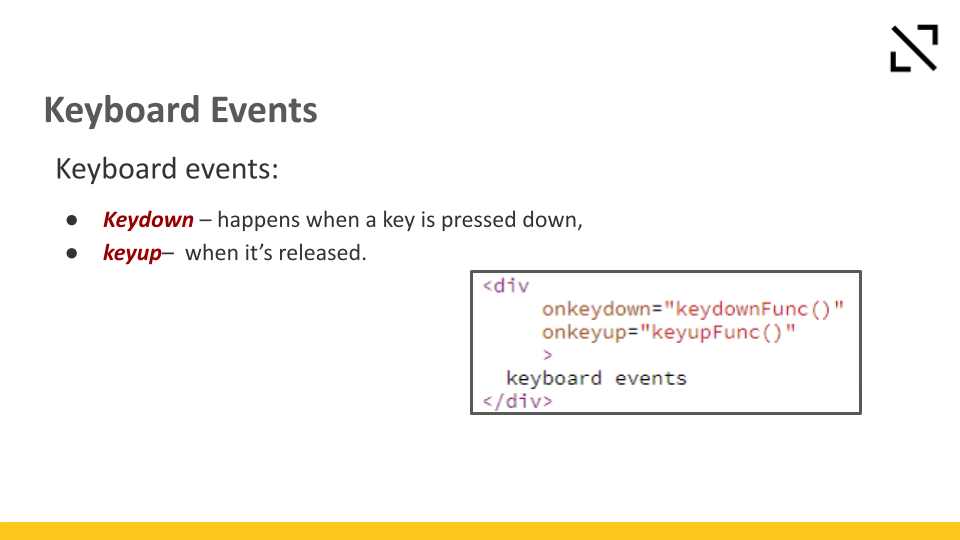 Keyboard Events
Keyboard events:
● Keydown – happens when a key is pressed down,
● keyup–  when it’s released.
<div
onkeydown="keydownFunc()"
onkeyup="keyupFunc()"
>
keyboard events
</div>